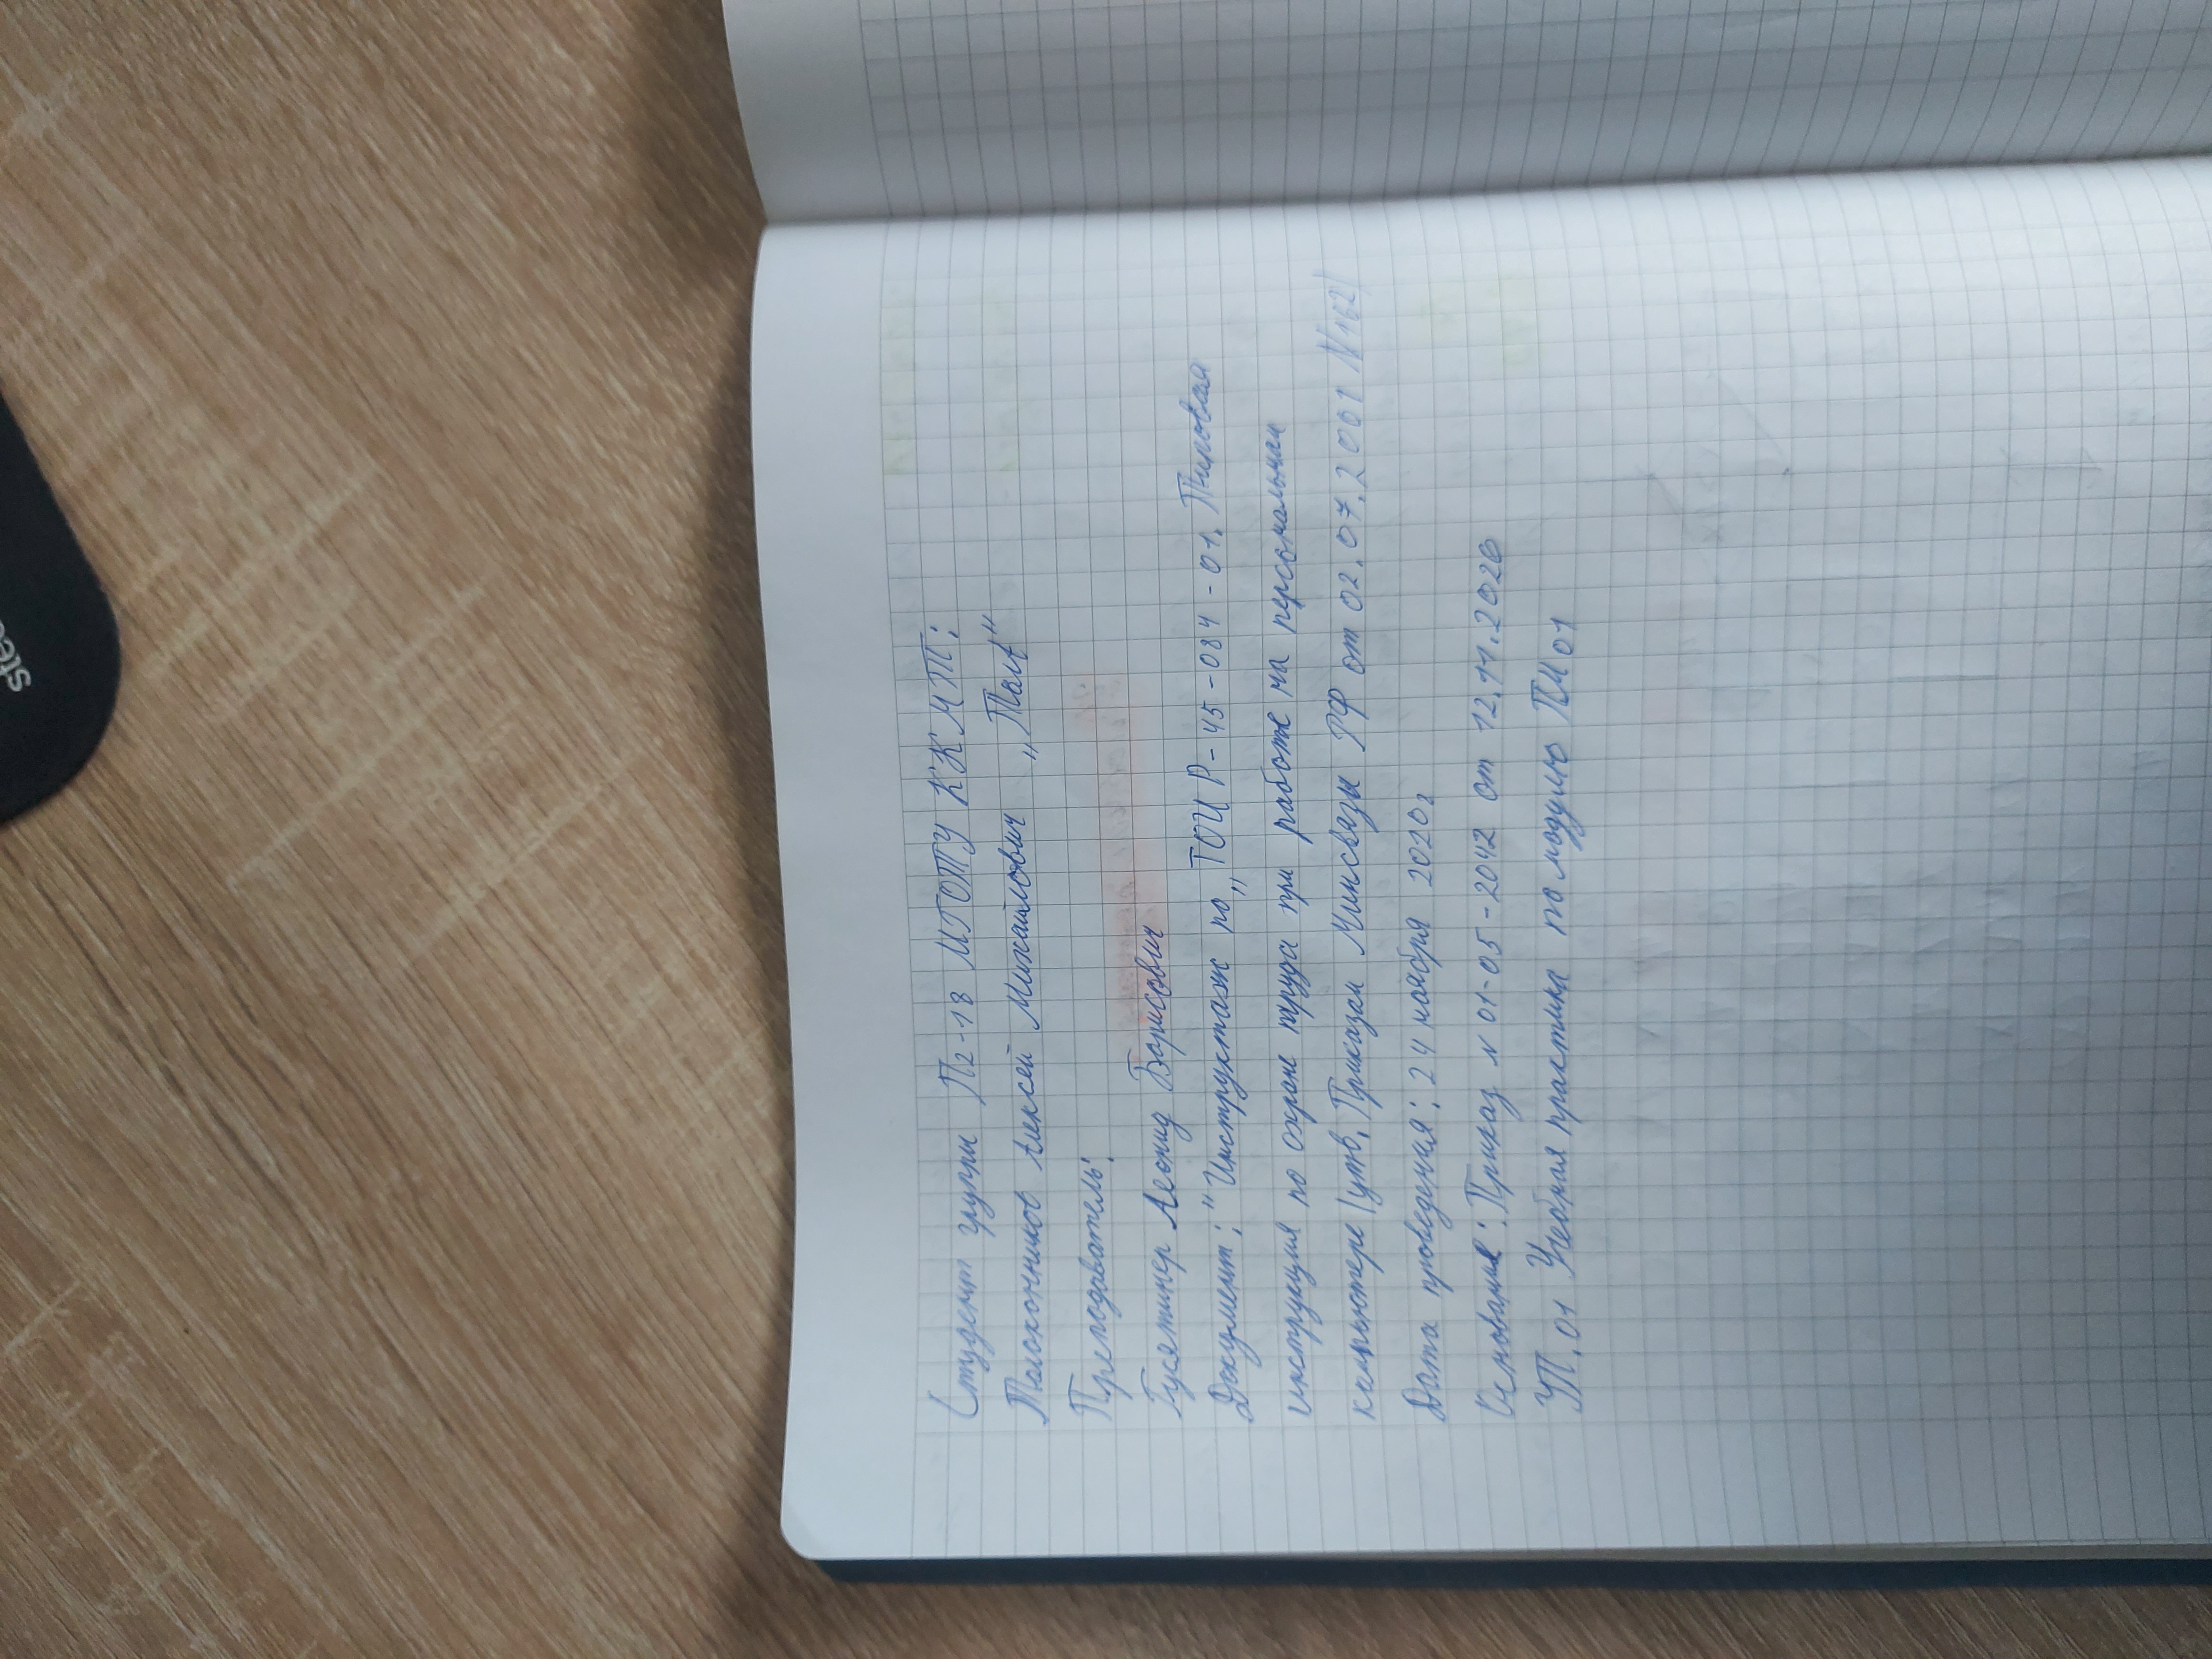 stee
Студент группы П2-18 МГОТУ ККМТ:
Толоконников Алексей Михайлович
Преподаватель:
Гусятинер Леонид Борисович
Документ: "Инструктаж по „ТОИ Р-45-084-01. Типовая
инструкция по охране труда при работе на персональном
компьютере (утв. Приказом Минсвязи РФ от 02.07.2001 N162)
Дата проведения: 24 ноября 2020г
Основание: Приказ N 01-05-2042 от 12.11.2020
УП.01 Учебная практика по модулю ПМ01